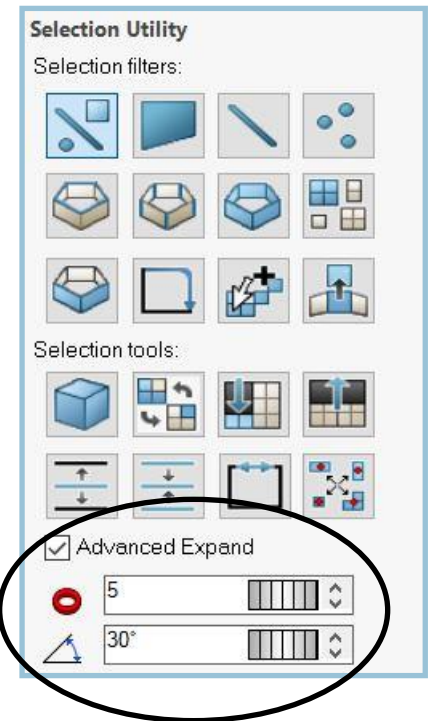 Selection Utility
Selection filters:
Selection tools:
Advanced Expand
5
30°